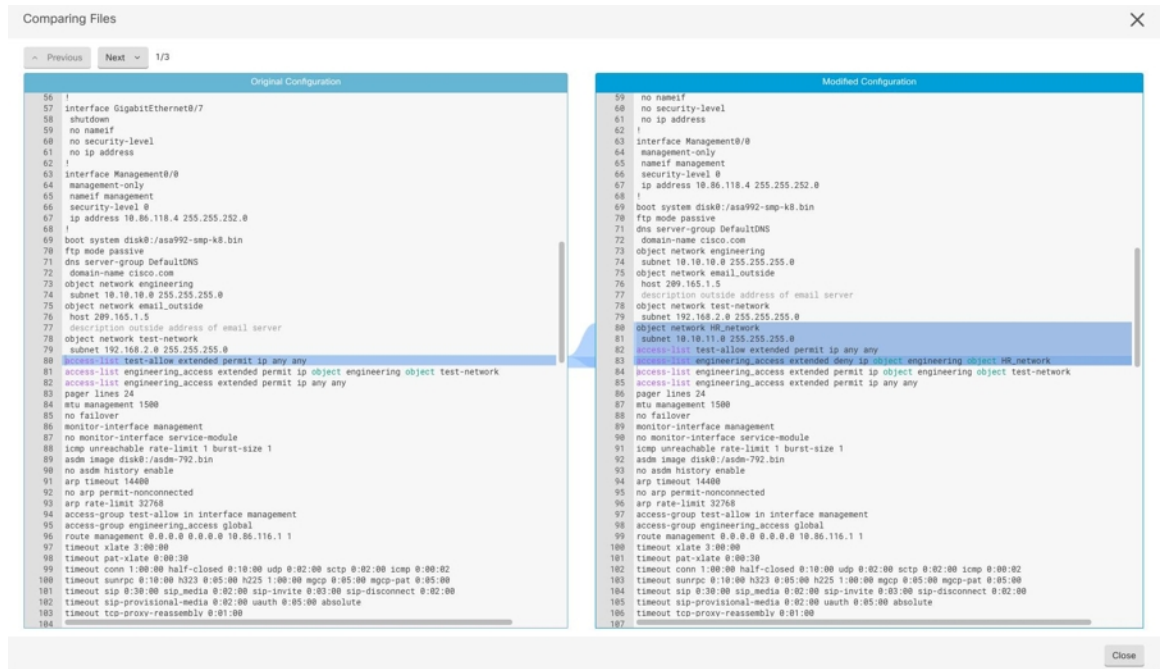 Comparing Files
Previous Next 1/3
Original Configuration
56 !
57 interface GigabitEthernet0/7
58 shutdown
59 no nameif
60 no security-level
61 no ip address
62 !
63 interface Management0/0
64 management-only
65 nameif management
66 security-level 0
67 ip address 10.86.118.4 255.255.252.0
68 !
69 boot system disk0:/asa992-smp-k8.bin
70 ftp mode passive
71 dns server-group DefaultDNS
72 domain-name cisco.com
73 object network engineering
74 subnet 10.10.10.0 255.255.255.0
75 object network email_outside
76 host 209.165.1.5
77 description outside address of email server
78 object network test-network
79 subnet 192.168.2.0 255.255.255.0
80 access-list test-allow extended permit ip any any
81 access-list engineering_access extended permit ip object engineering object test-network
82 access-list engineering_access extended permit ip any any
83 pager lines 24
84 mtu management 1500
85 no failover
86 monitor-interface management
87 no monitor-interface service-module
88 icmp unreachable rate-limit 1 burst-size 1
89 asdm image disk0:/asdm-792.bin
90 no asdm history enable
91 arp timeout 14400
92 no arp permit-nonconnected
93 arp rate-limit 32768
94 access-group test-allow in interface management
95 access-group engineering_access global
96 route management 0.0.0.0 0.0.0.0 10.86.116.1 1
97 timeout xlate 3:00:00
98 timeout pat-xlate 0:00:30
99 timeout conn 1:00:00 half-closed 0:10:00 udp 0:02:00 sctp 0:02:00 icmp 0:00:02
100 timeout sunrpc 0:10:00 h323 0:05:00 h225 1:00:00 mgcp 0:05:00 mgcp-pat 0:05:00
101 timeout sip 0:30:00 sip_media 0:02:00 sip-invite 0:03:00 sip-disconnect 0:02:00
102 timeout sip-provisional-media 0:02:00 uauth 0:05:00 absolute
103 timeout tcp-proxy-reassembly 0:01:00
104
Modified Configuration
59 no nameif
60 no security-level
61 no ip address
62 !
63 interface Management0/0
64 management-only
65 nameif management
66 security-level 0
67 ip address 10.86.118.4 255.255.252.0
68 !
69 boot system disk0:/asa992-smp-k8.bin
70 ftp mode passive
71 dns server-group DefaultDNS
72 domain-name cisco.com
73 object network engineering
74 subnet 10.10.10.0 255.255.255.0
75 object network email_outside
76 host 209.165.1.5
77 description outside address of email server
78 object network test-network
79 subnet 192.168.2.0 255.255.255.0
80 object network HR_network
81 subnet 10.10.11.0 255.255.255.0
82 access-list test-allow extended permit ip any any
83 access-list engineering_access extended deny ip object engineering object HR_network
84 access-list engineering_access extended permit ip object engineering object test-network
85 access-list engineering_access extended permit ip any any
86 pager lines 24
87 mtu management 1500
88 no failover
89 monitor-interface management
90 no monitor-interface service-module
91 icmp unreachable rate-limit 1 burst-size 1
92 asdm image disk0:/asdm-792.bin
93 no asdm history enable
94 arp timeout 14400
95 no arp permit-nonconnected
96 arp rate-limit 32768
97 access-group test-allow in interface management
98 access-group engineering_access global
99 route management 0.0.0.0 0.0.0.0 10.86.116.1 1
100 timeout xlate 3:00:00
101 timeout pat-xlate 0:00:30
102 timeout conn 1:00:00 half-closed 0:10:00 udp 0:02:00 sctp 0:02:00 icmp 0:00:02
103 timeout sunrpc 0:10:00 h323 0:05:00 h225 1:00:00 mgcp 0:05:00 mgcp-pat 0:05:00
104 timeout sip 0:30:00 sip_media 0:02:00 sip-invite 0:03:00 sip-disconnect 0:02:00
105 timeout sip-provisional-media 0:02:00 uauth 0:05:00 absolute
106 timeout tcp-proxy-reassembly 0:01:00
107
Close